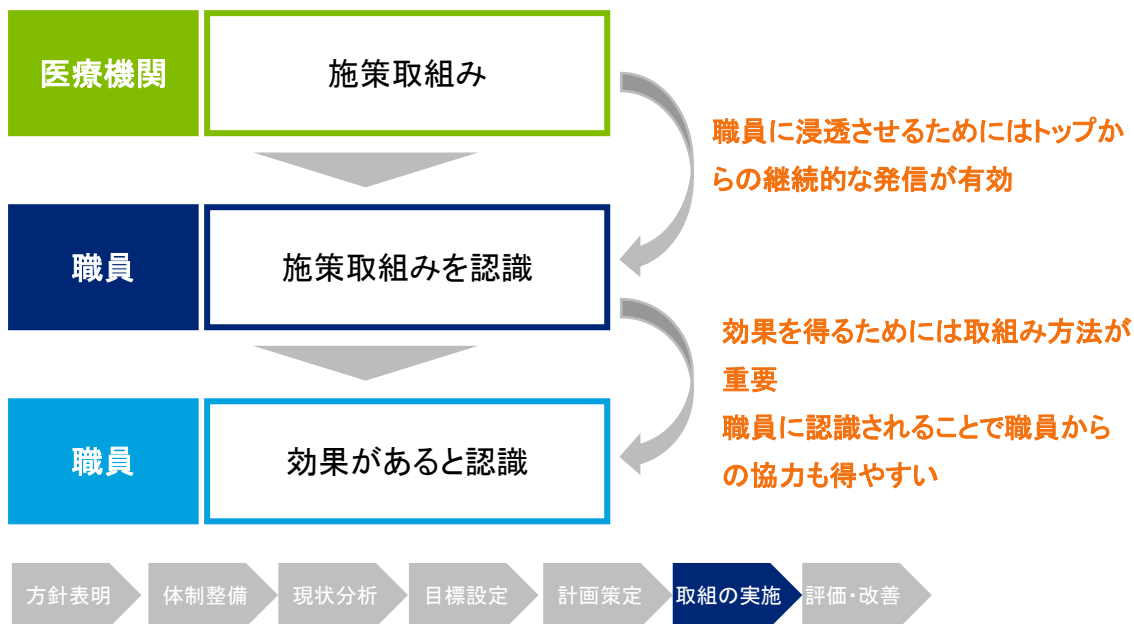 医療機関
施策取組み
職員に浸透させるためにはトップか
らの継続的な発信が有効
職員
施策取組みを認識
効果を得るためには取組み方法が
重要
職員に認識されることで職員から
の協力も得やすい
職員
効果があると認識
方針表明
体制整備
現状分析
目標設定
計画策定
取組の実施
評価・改善